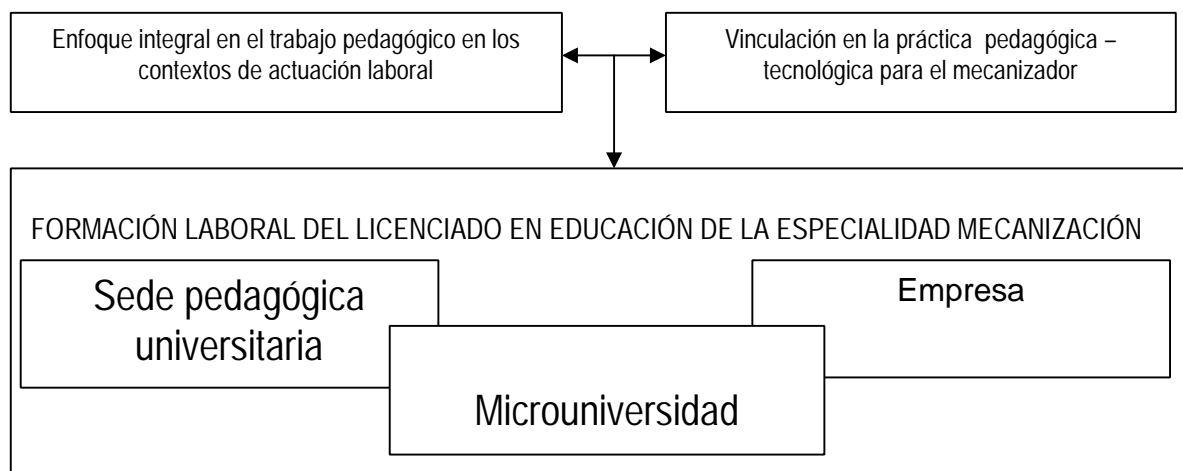 Enfoque integral en el trabajo pedagógico en los
contextos de actuación laboral
Vinculación en la práctica pedagógica –
tecnológica para el mecanizador
FORMACIÓN LABORAL DEL LICENCIADO EN EDUCACIÓN DE LA ESPECIALIDAD MECANIZACIÓN
Sede pedagógica
universitaria
Empresa
Microuniversidad